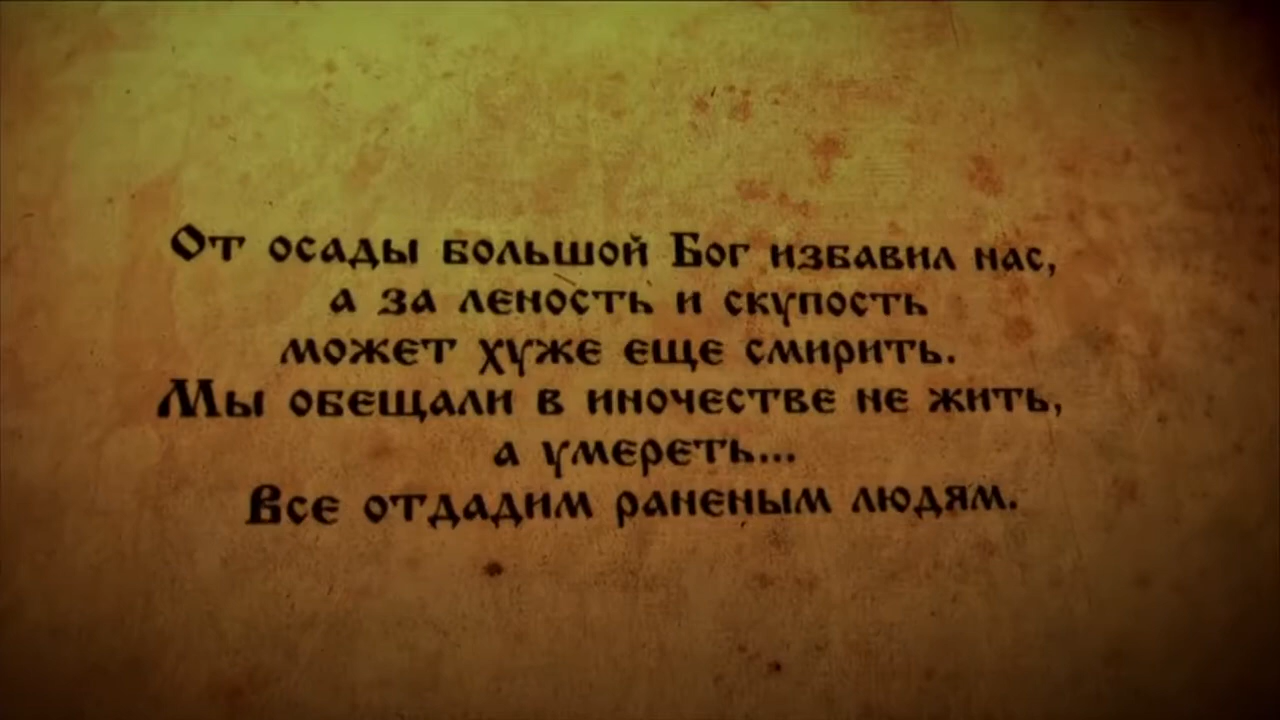 От осады большой Бог избавил нас,
а за леность и скупость
может хуже еще смирить.
Мы обещали в иночестве не жить,
а умереть...
Все отдадим раненым людям.